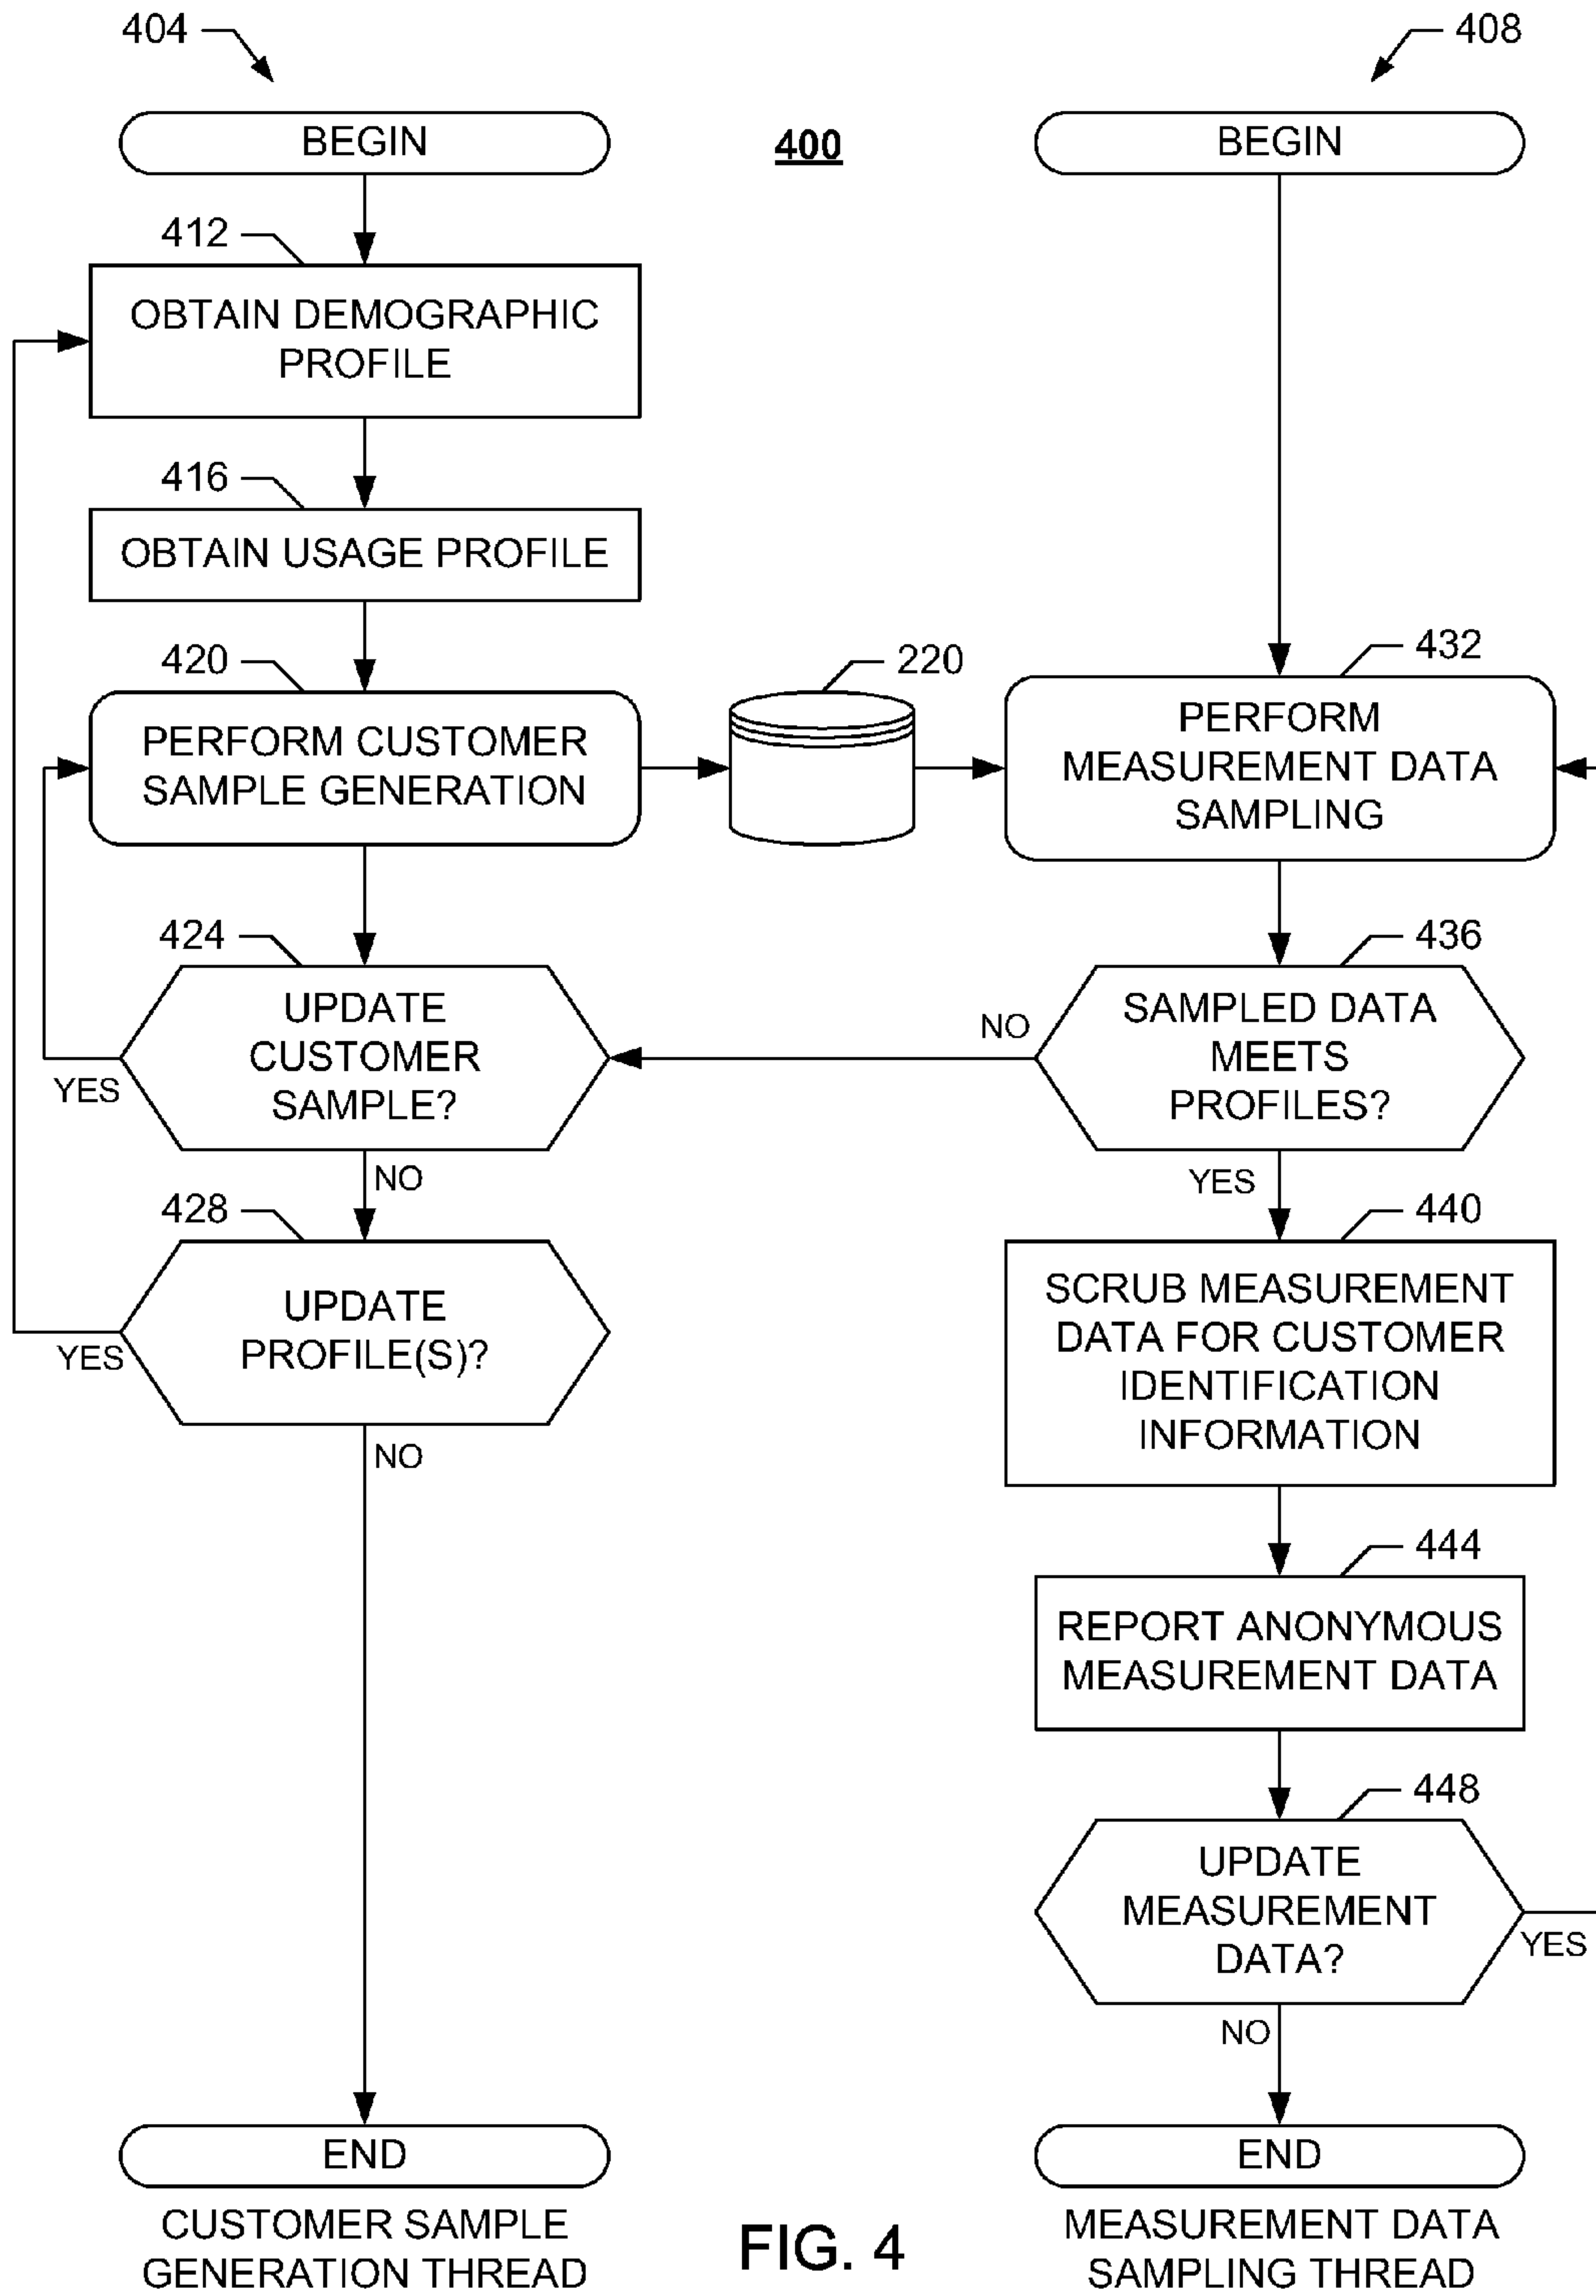 404
408
BEGIN
400
BEGIN
412
OBTAIN DEMOGRAPHIC
PROFILE
416
OBTAIN USAGE PROFILE
420
PERFORM CUSTOMER
SAMPLE GENERATION
220
432
PERFORM
MEASUREMENT DATA
SAMPLING
424
UPDATE
CUSTOMER
SAMPLE?
YES
NO
436
SAMPLED DATA
MEETS
PROFILES?
NO
YES
428
UPDATE
PROFILE(S)?
YES
NO
440
SCRUB MEASUREMENT
DATA FOR CUSTOMER
IDENTIFICATION
INFORMATION
444
REPORT ANONYMOUS
MEASUREMENT DATA
448
UPDATE
MEASUREMENT
DATA?
YES
NO
END
END
CUSTOMER SAMPLE
GENERATION THREAD
FIG. 4
MEASUREMENT DATA
SAMPLING THREAD